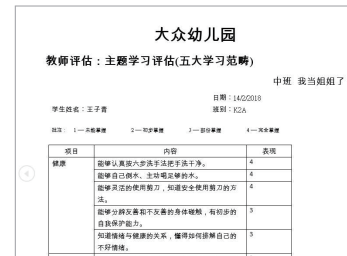 大众幼儿园
教师评估：主题学习评估(五大学习范畴)
中班 我当姐姐了
日期：14/2/2018
学生姓名：王子青 班别：K2A
批注： 1—未能掌握 2—初步掌握 3—部份掌握 4—完全掌握
项目 内容 表现
健康 能够认真按六步洗手法把手洗干净。 4
能够自己倒水、主动喝足够的水。 4
能够灵活的使用剪刀，知道安全使用剪刀的方 4
法。
能够分辨友善和不友善的身体碰触，有初步的 3
自我保护能力。
知道情绪与健康的关系，懂得如何排解自己的 3
不好情绪。